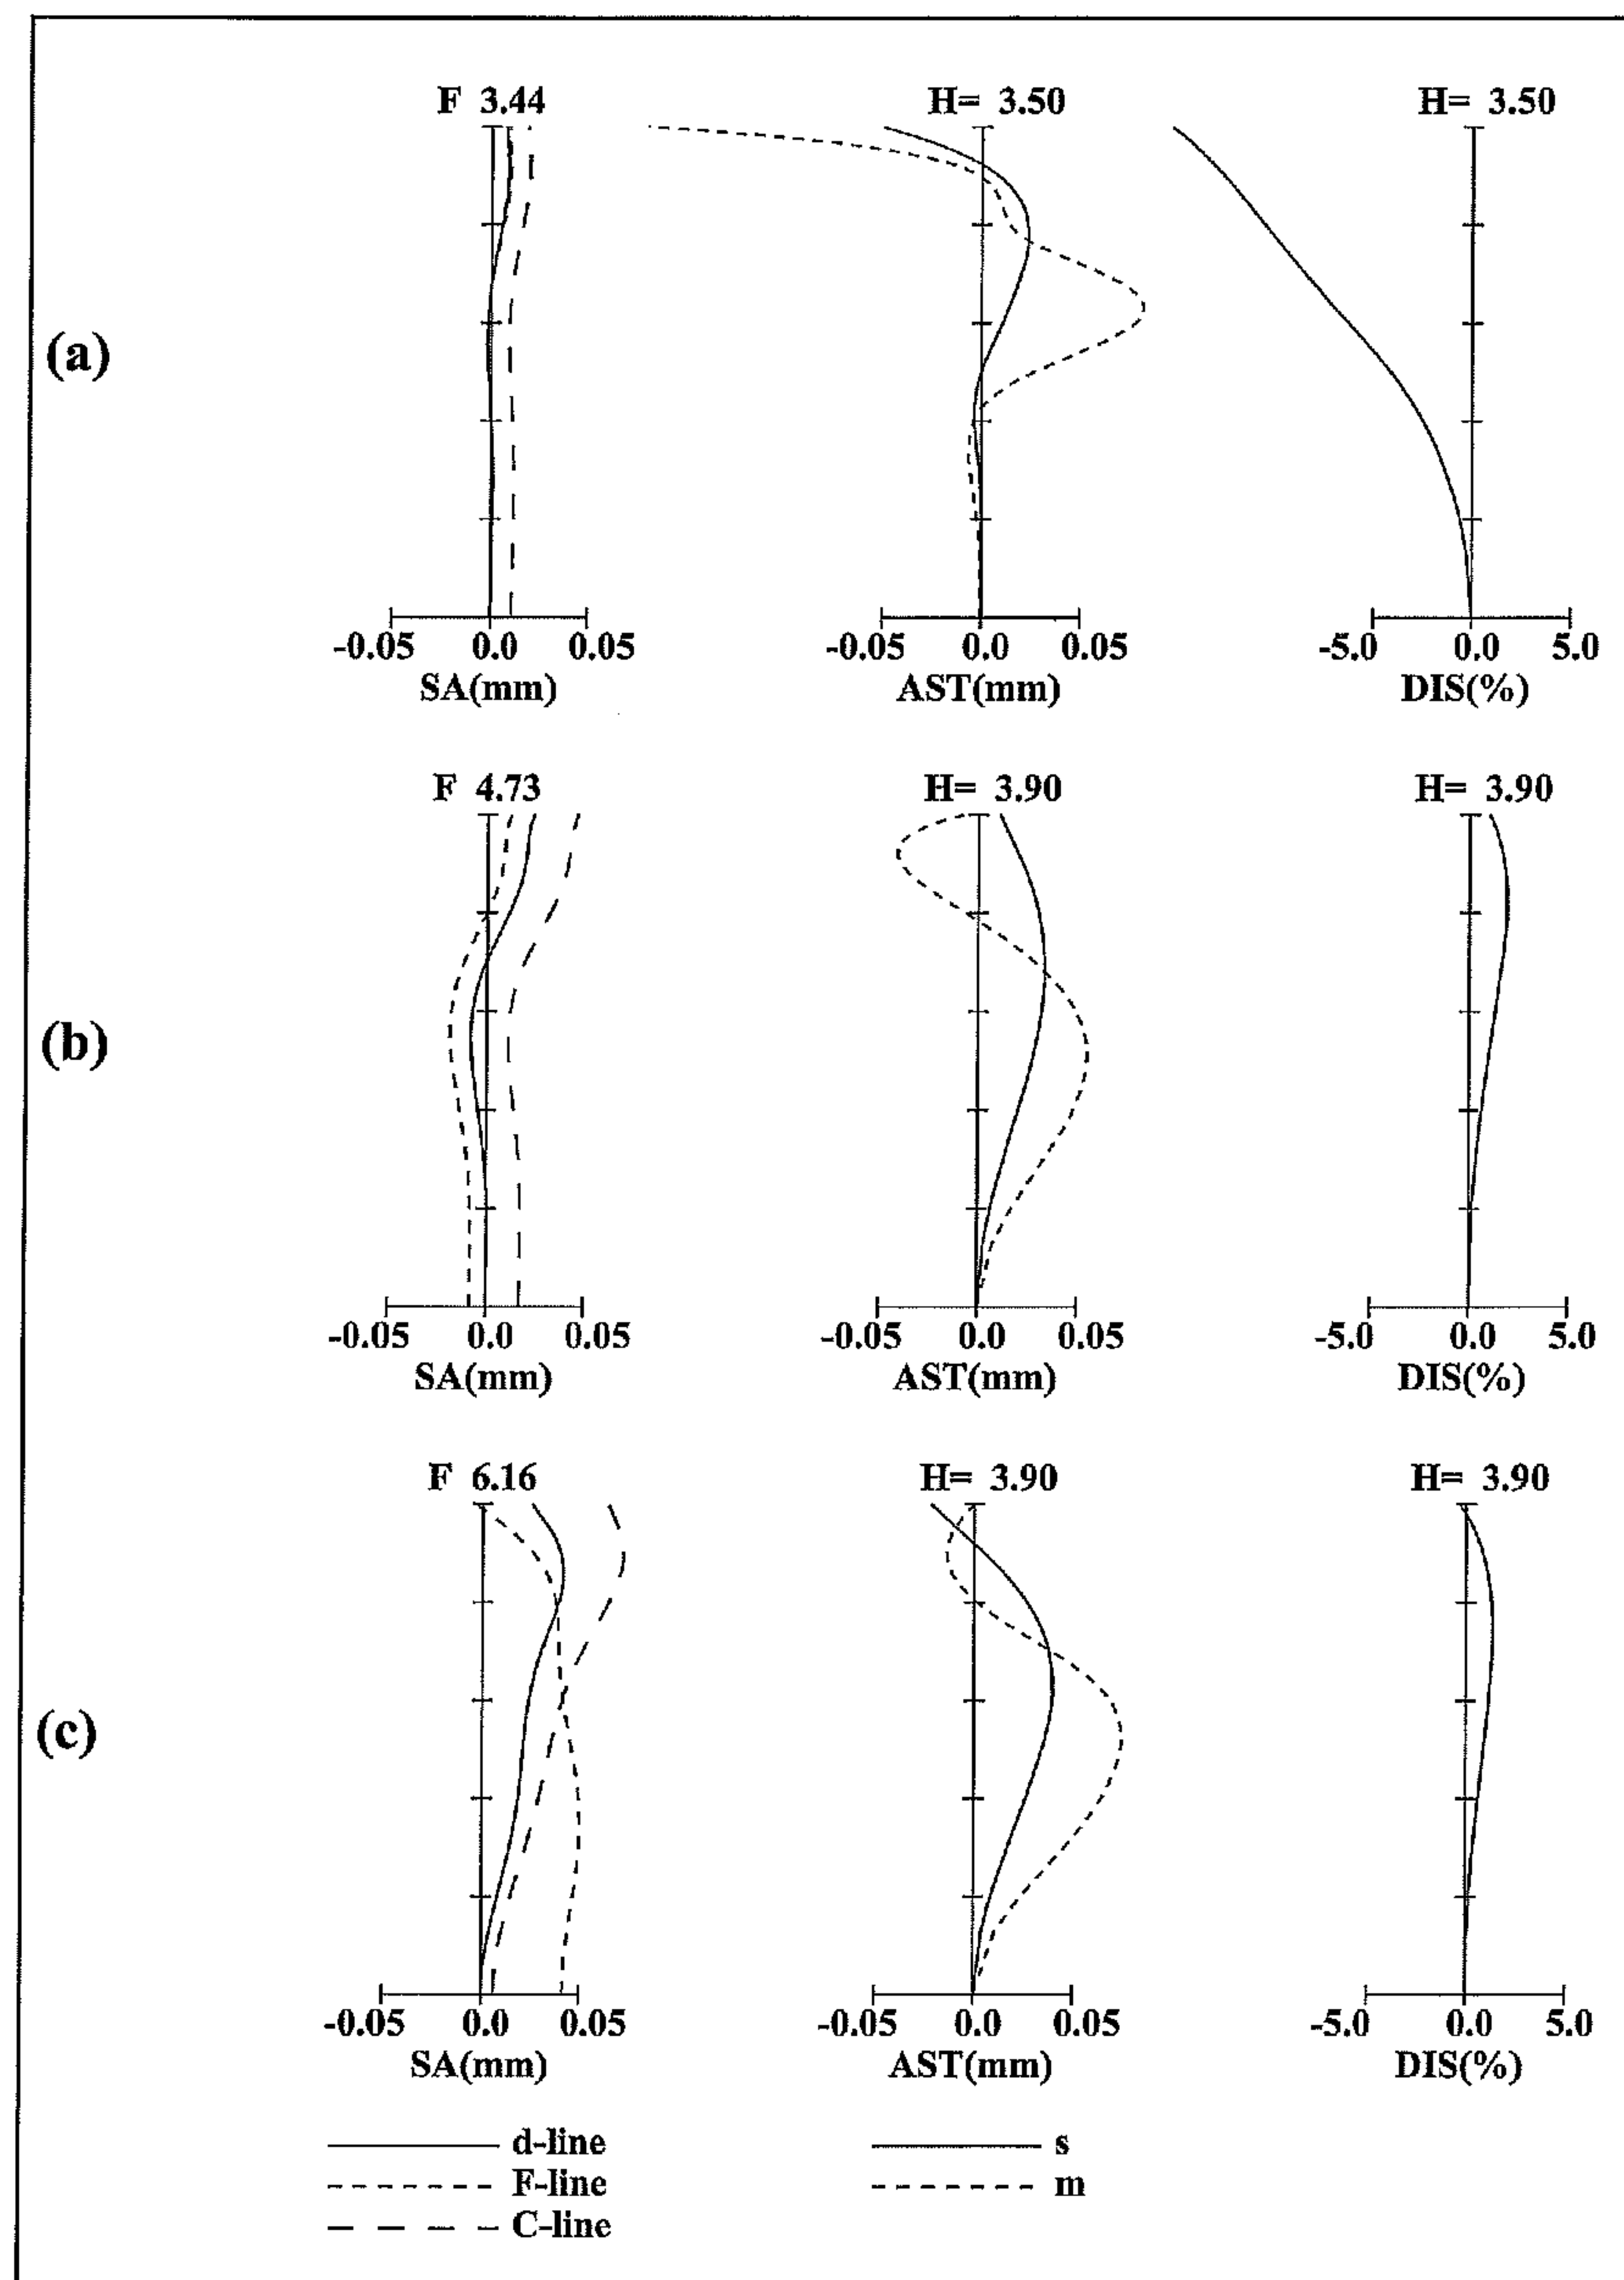 F 3.44 H= 3.50 H= 3.50
(a)
-0.05 0.0 0.05 -0.05 0.0 0.05 -5.0 0.0 5.0
SA(mm) AST(mm) DIS(%)
F 4.73 H= 3.90 H= 3.90
(b)
-0.05 0.0 0.05 -0.05 0.0 0.05 -5.0 0.0 5.0
SA(mm) AST(mm) DIS(%)
F 6.16 H= 3.90 H= 3.90
(c)
-0.05 0.0 0.05 -0.05 0.0 0.05 -5.0 0.0 5.0
SA(mm) AST(mm) DIS(%)
d-line s
F-line m
C-line